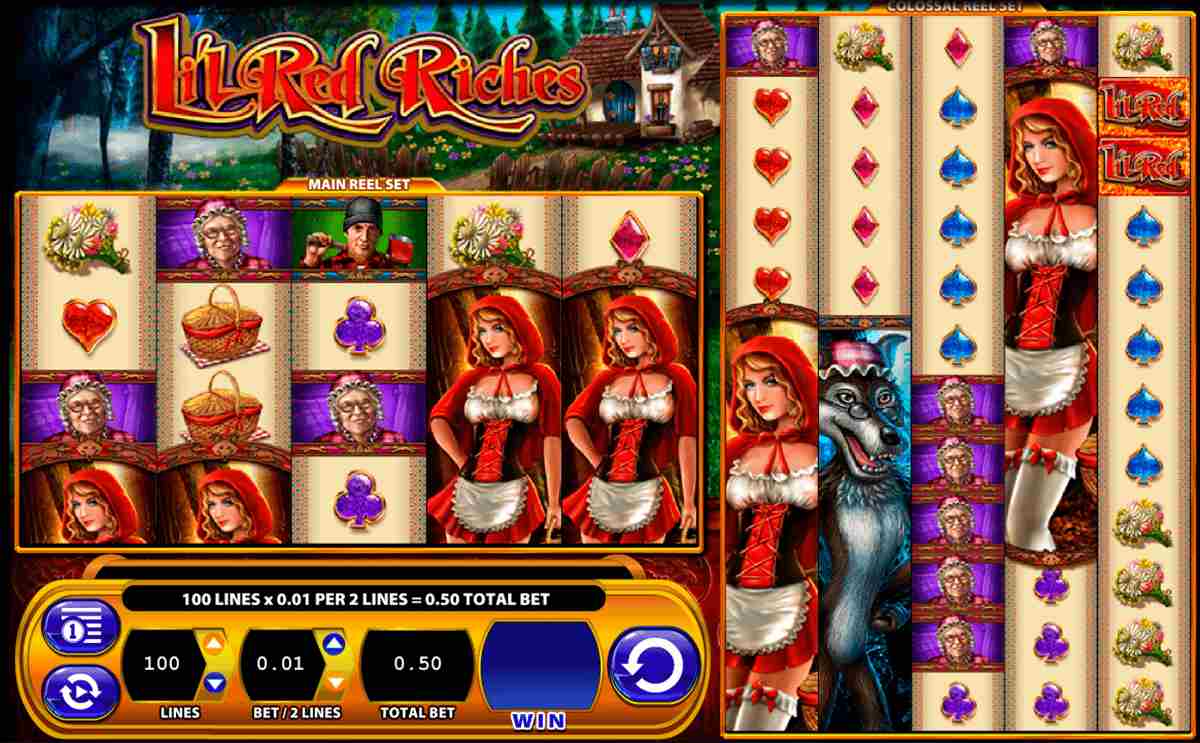 COLOSSAL REEL SET
Li'l Red Riches
MAIN REEL SET
Li'l Red
Li'l Red
100 LINES x 0.01 PER 2 LINES = 0.50 TOTAL BET
1
100
0.01
0.50
LINES
BET / 2 LINES
TOTAL BET
WIN